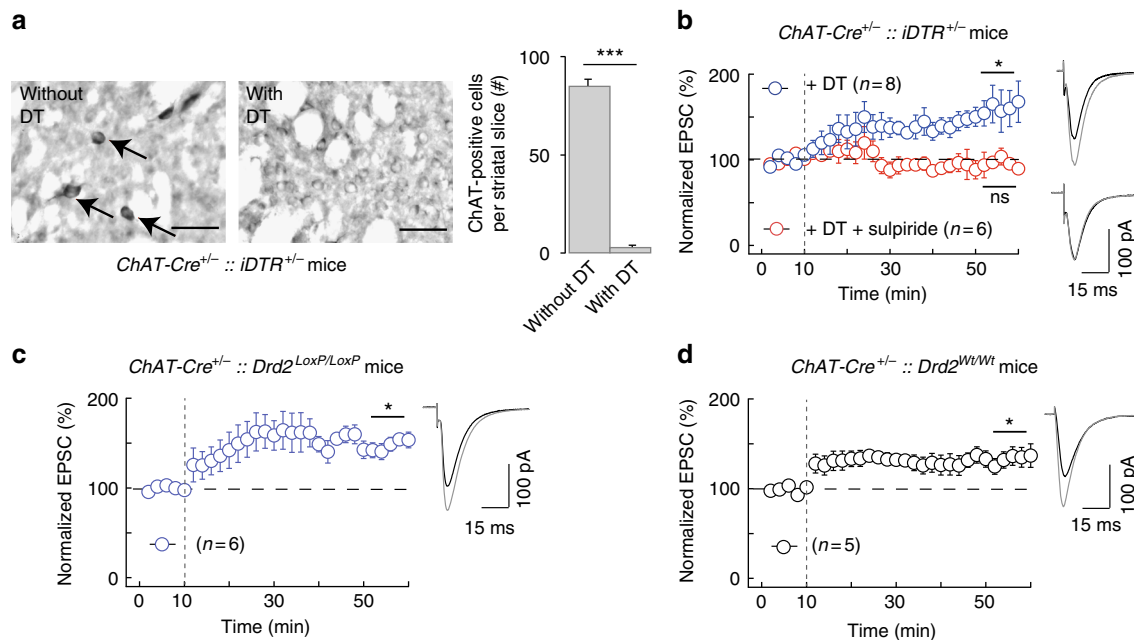 a
Without
DT
With
DT
ChAT-Cre+/– :: iDTR+/– mice
ChAT-positive cells
per striatal slice (#)
100
50
0
***
Without DT
With DT
b
ChAT-Cre+/– :: iDTR+/– mice
Normalized EPSC (%)
200
100
0
+ DT (n=8)
*
ns
+ DT + sulpiride (n=6)
0
10
30
50
Time (min)
100 pA
15 ms
c
ChAT-Cre+/– :: Drd2LoxP/LoxP mice
Normalized EPSC (%)
200
100
0
*
(n=6)
0
10
30
50
Time (min)
100 pA
15 ms
d
ChAT-Cre+/– :: Drd2Wt/Wt mice
Normalized EPSC (%)
200
100
0
*
(n=5)
0
10
30
50
Time (min)
100 pA
15 ms